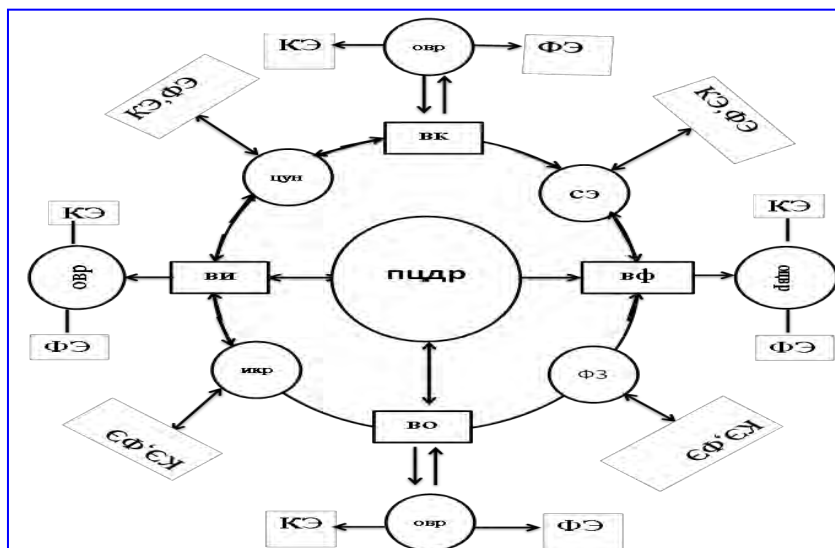 КЭ
овр
ФЭ
КЭ,ФЭ
КЭ,ФЭ
вк
цун
СЭ
КЭ
КЭ
овр
ви
пцдр
вф
овр
ФЭ
ФЭ
икр
ФЗ
КЭ,ФЭ
во
КЭ,ФЭ
КЭ
овр
ФЭ